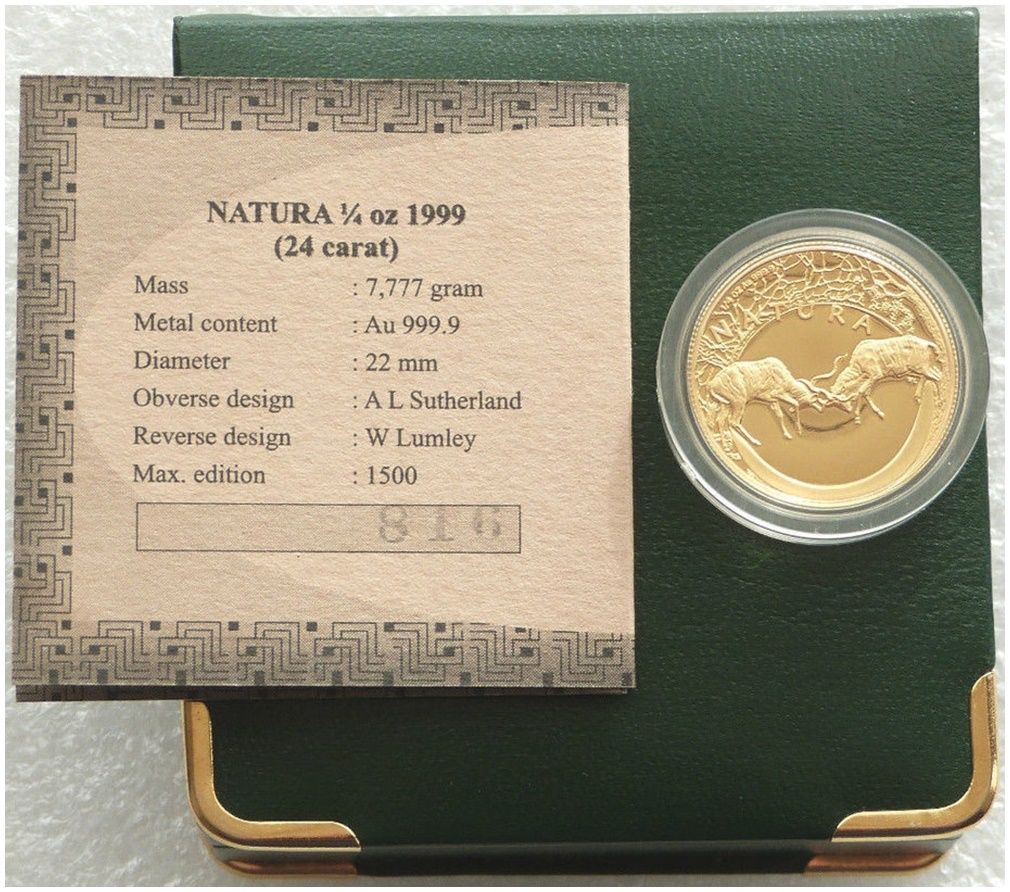 NATURA ¼ oz 1999
(24 carat)
Mass : 7,777 gram
Metal content : Au 999.9
Diameter : 22 mm
Obverse design : A L Sutherland
Reverse design : W Lumley
Max. edition : 1500
816
NATURA